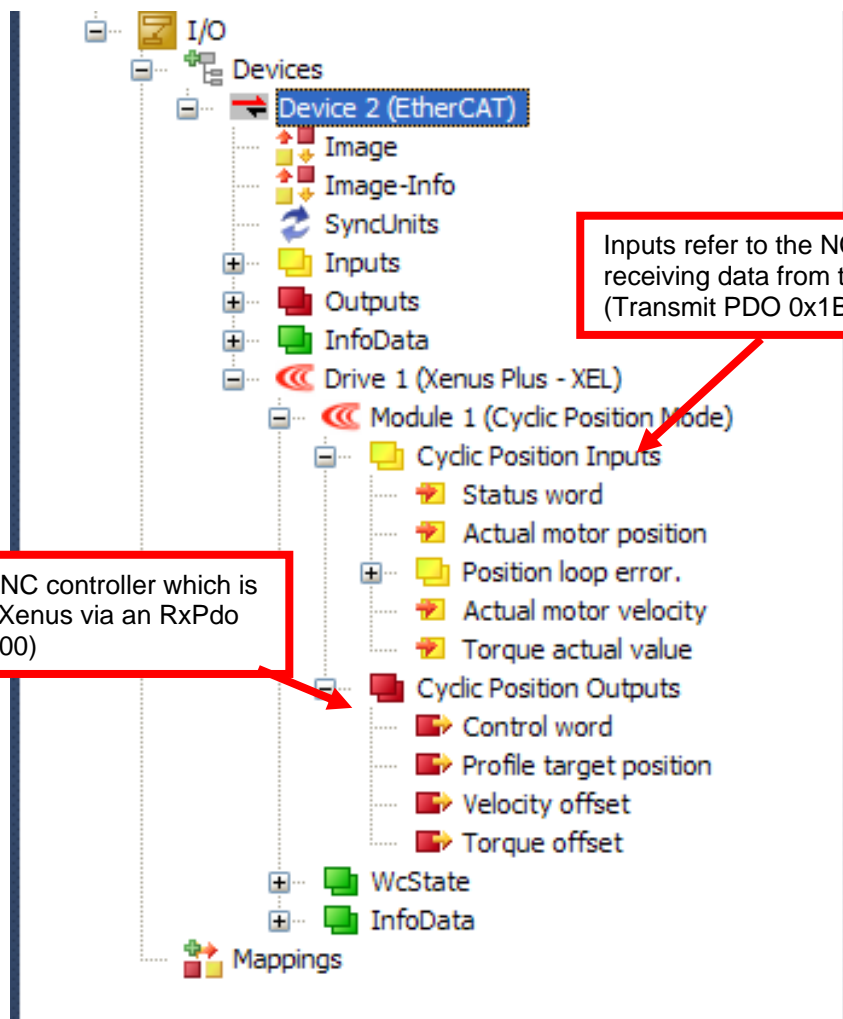 I/O
Devices
Device 2 (EtherCAT)
Image
Image-Info
SyncUnits
Inputs
Outputs
InfoData
Drive 1 (Xenus Plus - XEL)
Module 1 (Cyclic Position Mode)
Cyclic Position Inputs
Status word
Actual motor position
Position loop error.
Actual motor velocity
Torque actual value
Cyclic Position Outputs
Control word
Profile target position
Velocity offset
Torque offset
WcState
InfoData
Mappings
Inputs refer to the
receiving data from
(Transmit PDO
NC controller which is
Xenus via an RxPdo
00)